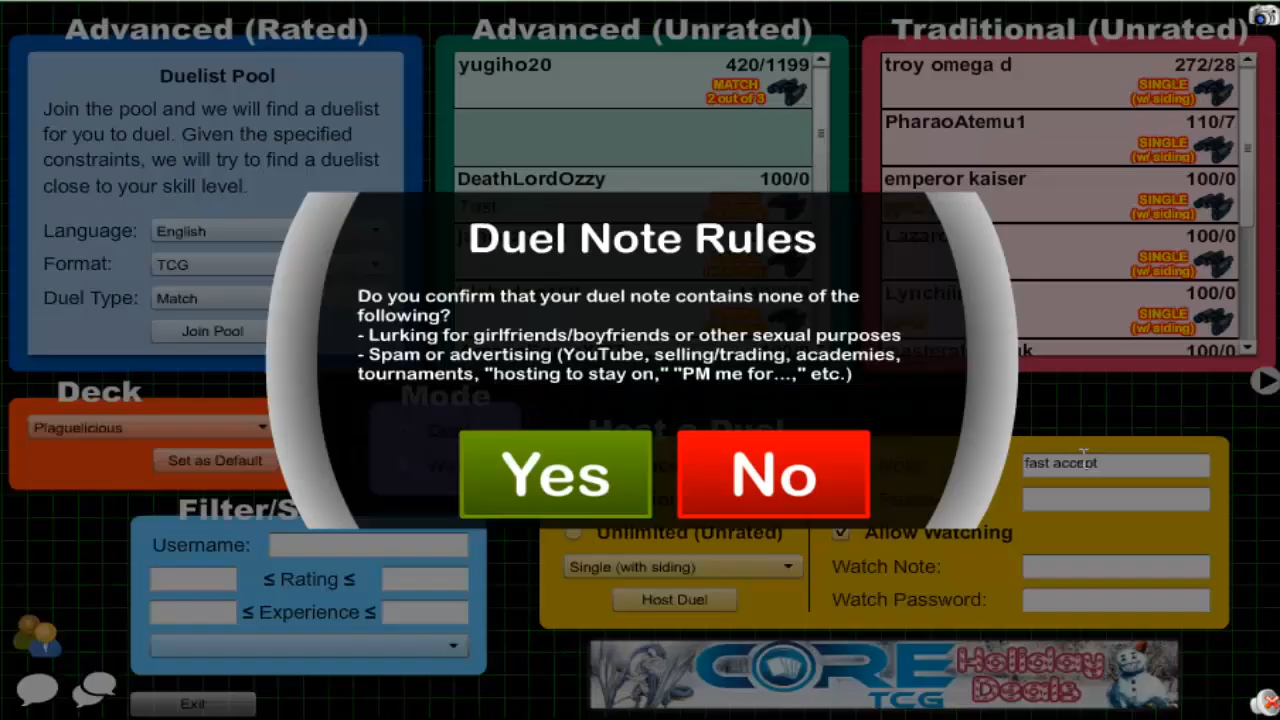 Advanced (Rated)
Duelist Pool
Join the pool and we will find a duelist
for you to duel. Given the specified
constraints, we will try to find a duelist
close to your skill level.
Language: English
Format: TCG
Duel Type: Match
Join Pool
Advanced (Unrated)
yugiho20 420/1199
MATCH
2 out of 3
DeathLordOzzy 100/0
Traditional (Unrated)
troy omega d 272/28
SINGLE
(w/ siding)
PharaoAtemu1 110/7
SINGLE
(w/ siding)
emperor kaiser 100/0
SINGLE
(w/ siding)
100/0
SINGLE
(w/ siding)
100/0
SINGLE
(w/ siding)
100/0
Duel Note Rules
Do you confirm that your duel note contains none of the
following?
- Lurking for girlfriends/boyfriends or other sexual purposes
- Spam or advertising (YouTube, selling/trading, academies,
tournaments, "hosting to stay on," "PM me for...," etc.)
Yes
No
Deck
Plaguelicious
Set as Default
Mode
Host a Duel
fast accept
Unlimited (Unrated)
Allow Watching
Single (with siding)
Watch Note:
Host Duel
Watch Password:
Filter/S
Username:
≤ Rating ≤
≤ Experience ≤
Exit
CORE
TCG
Holiday
Deals